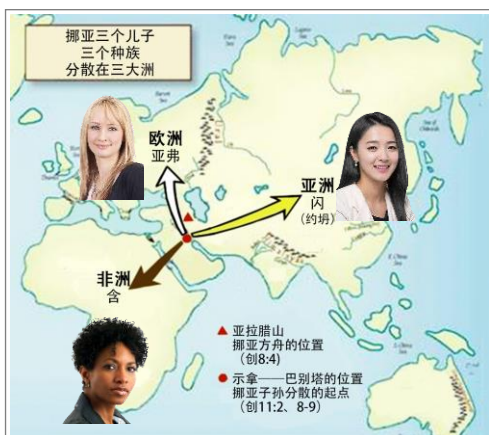 挪亚三个儿子
三个种族
分散在三大洲
欧洲
亚弗
亚洲
闪
（约坍）
非洲
含
▲ 亚拉腊山
挪亚方舟的位置
（创8:4）
● 示拿——巴别塔的位置
挪亚子孙分散的起点
（创11:2、8-9）